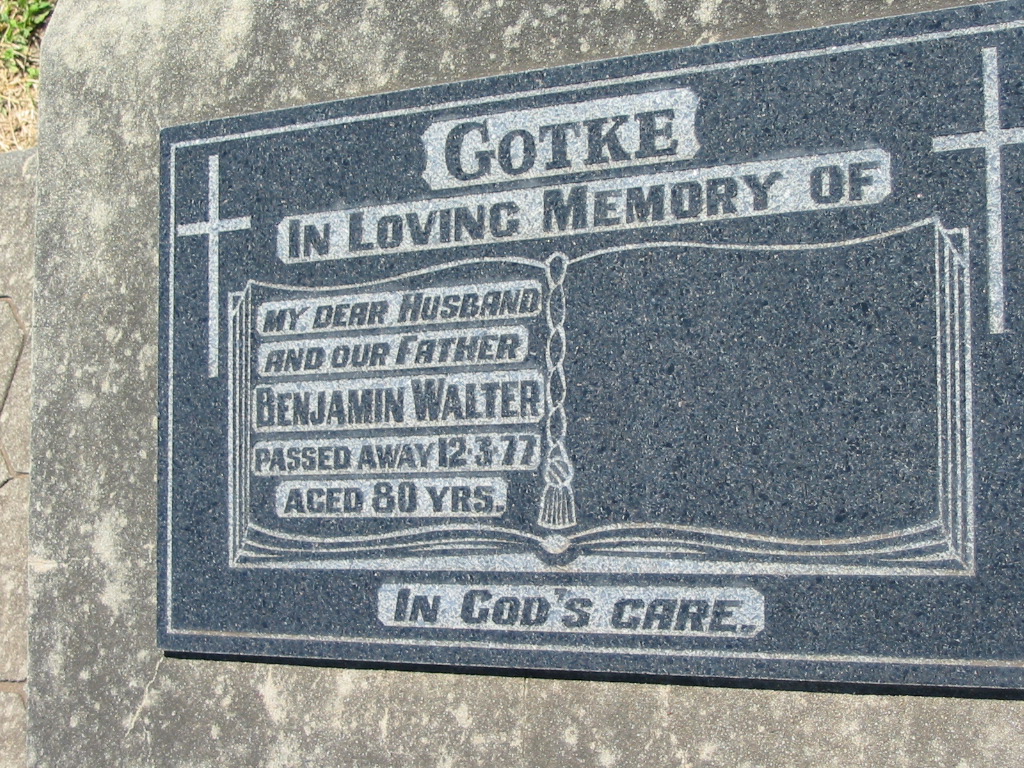 GOTKE
IN LOVING MEMORY OF
MY DEAR HUSBAND
AND OUR FATHER
BENJAMIN WALTER
PASSED AWAY 12·3·77
AGED 80 YRS.
IN GOD'S CARE.